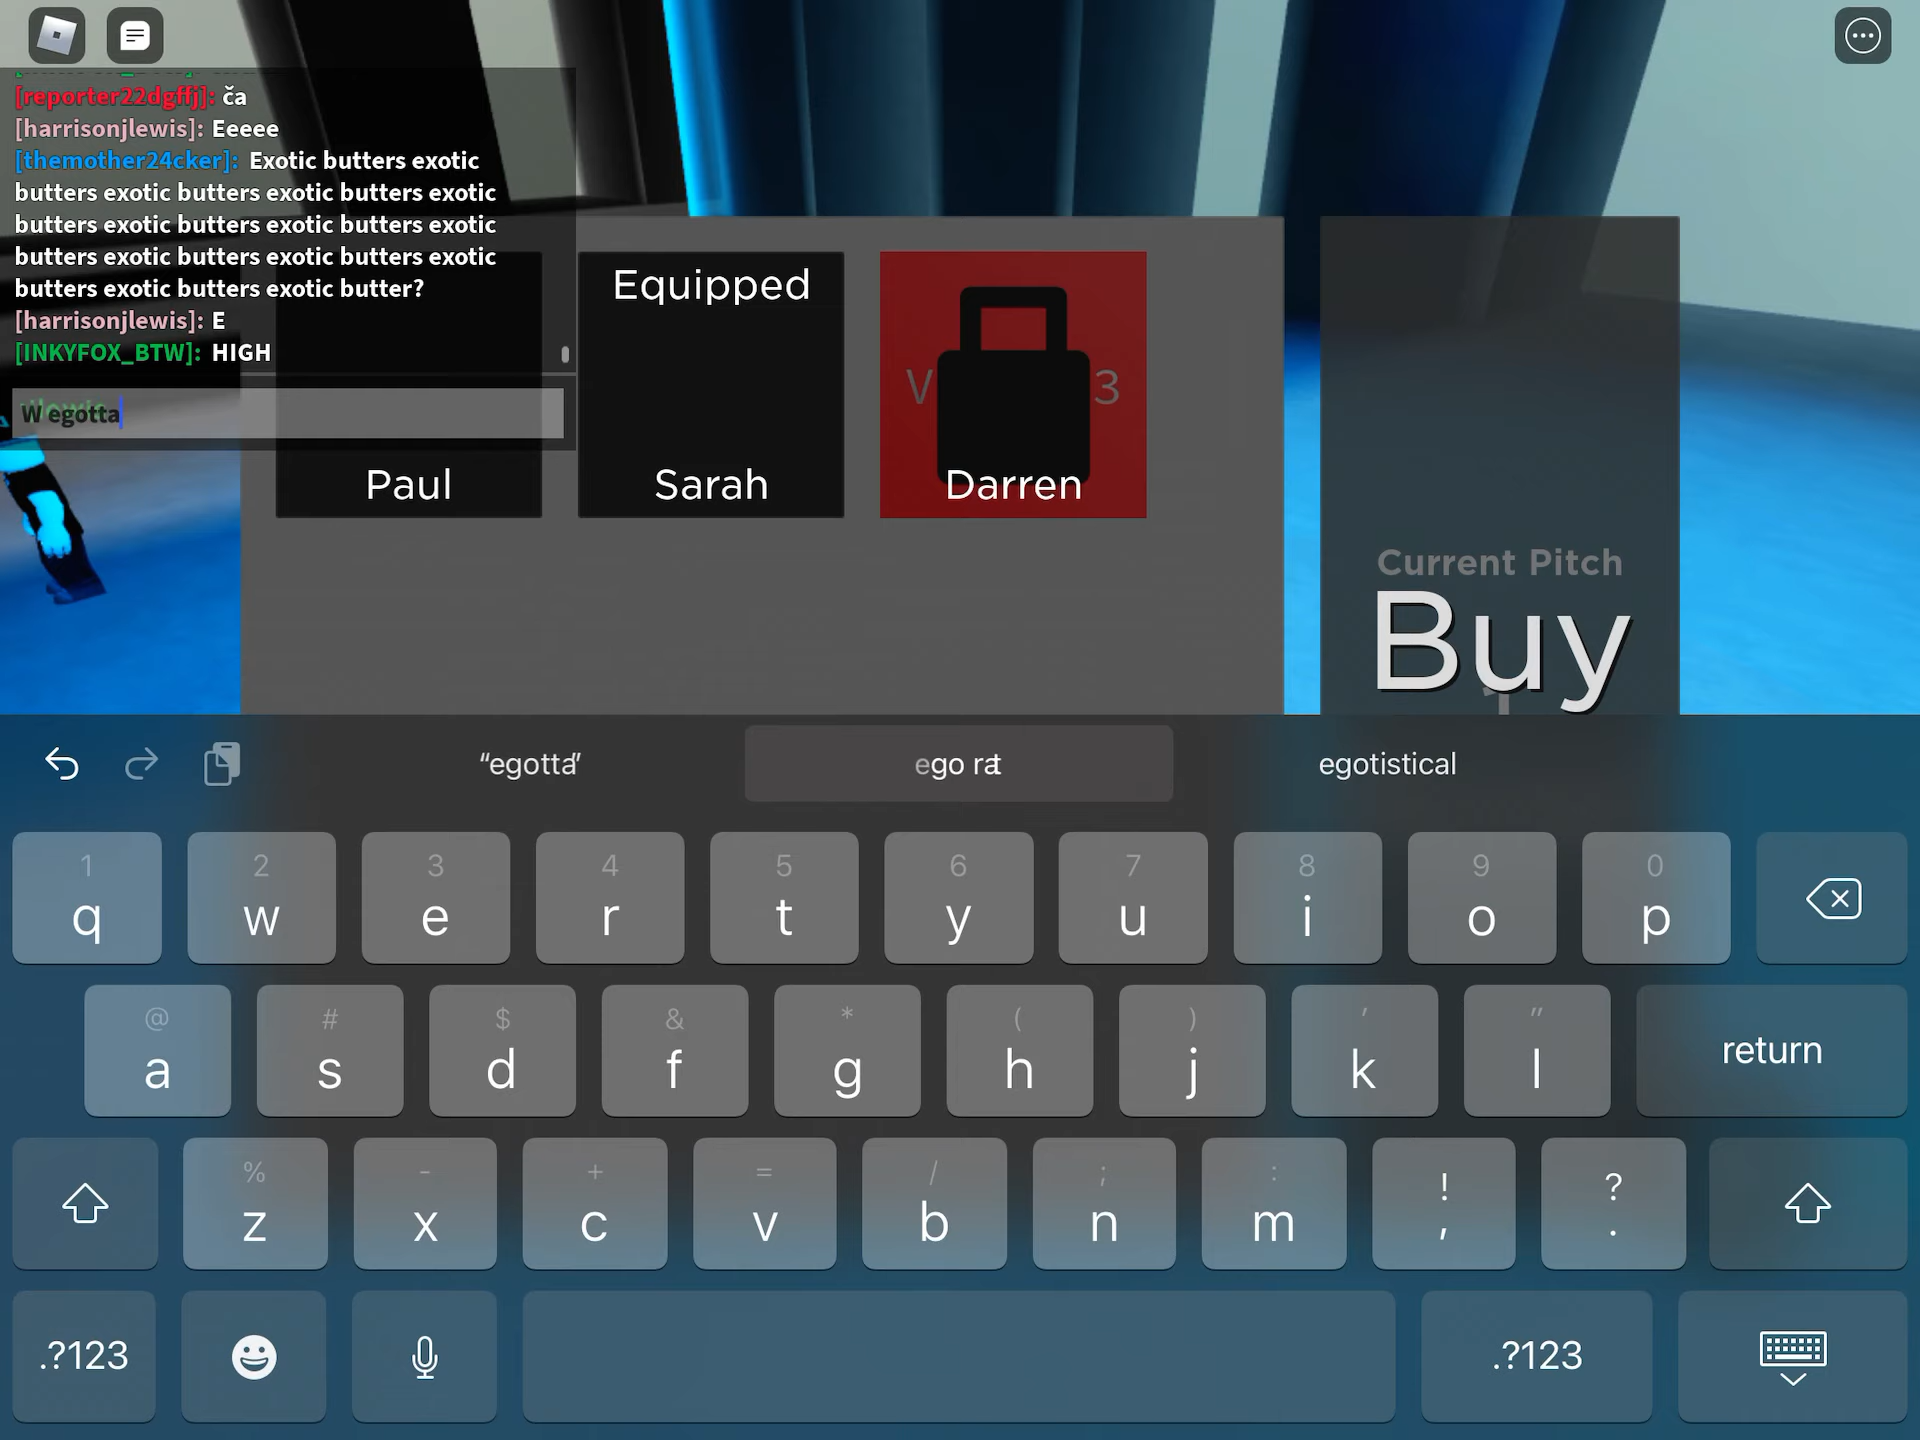 [reporter22dgffj]: ča
[harrisonjlewis]: Eeeee
[themother24cker]: Exotic butters exotic
butters exotic butters exotic butters exotic
butters exotic butters exotic butters exotic
butters exotic butters exotic butters exotic
butters exotic butters exotic butter?
[harrisonjlewis]: E
[INKYFOX_BTW]: HIGH
W egotta
Equipped
V 3
Paul
Sarah
Darren
Current Pitch
Buy
1
“egotta”
ego rat
egotistical
1 2 3 4 5 6 7 8 9 0
q w e r t y u i o p
@ # $ & * ( ) ' "
a s d f g h j k l return
% - + = / ; : ! ?
z x c v b n m , .
.?123 .?123